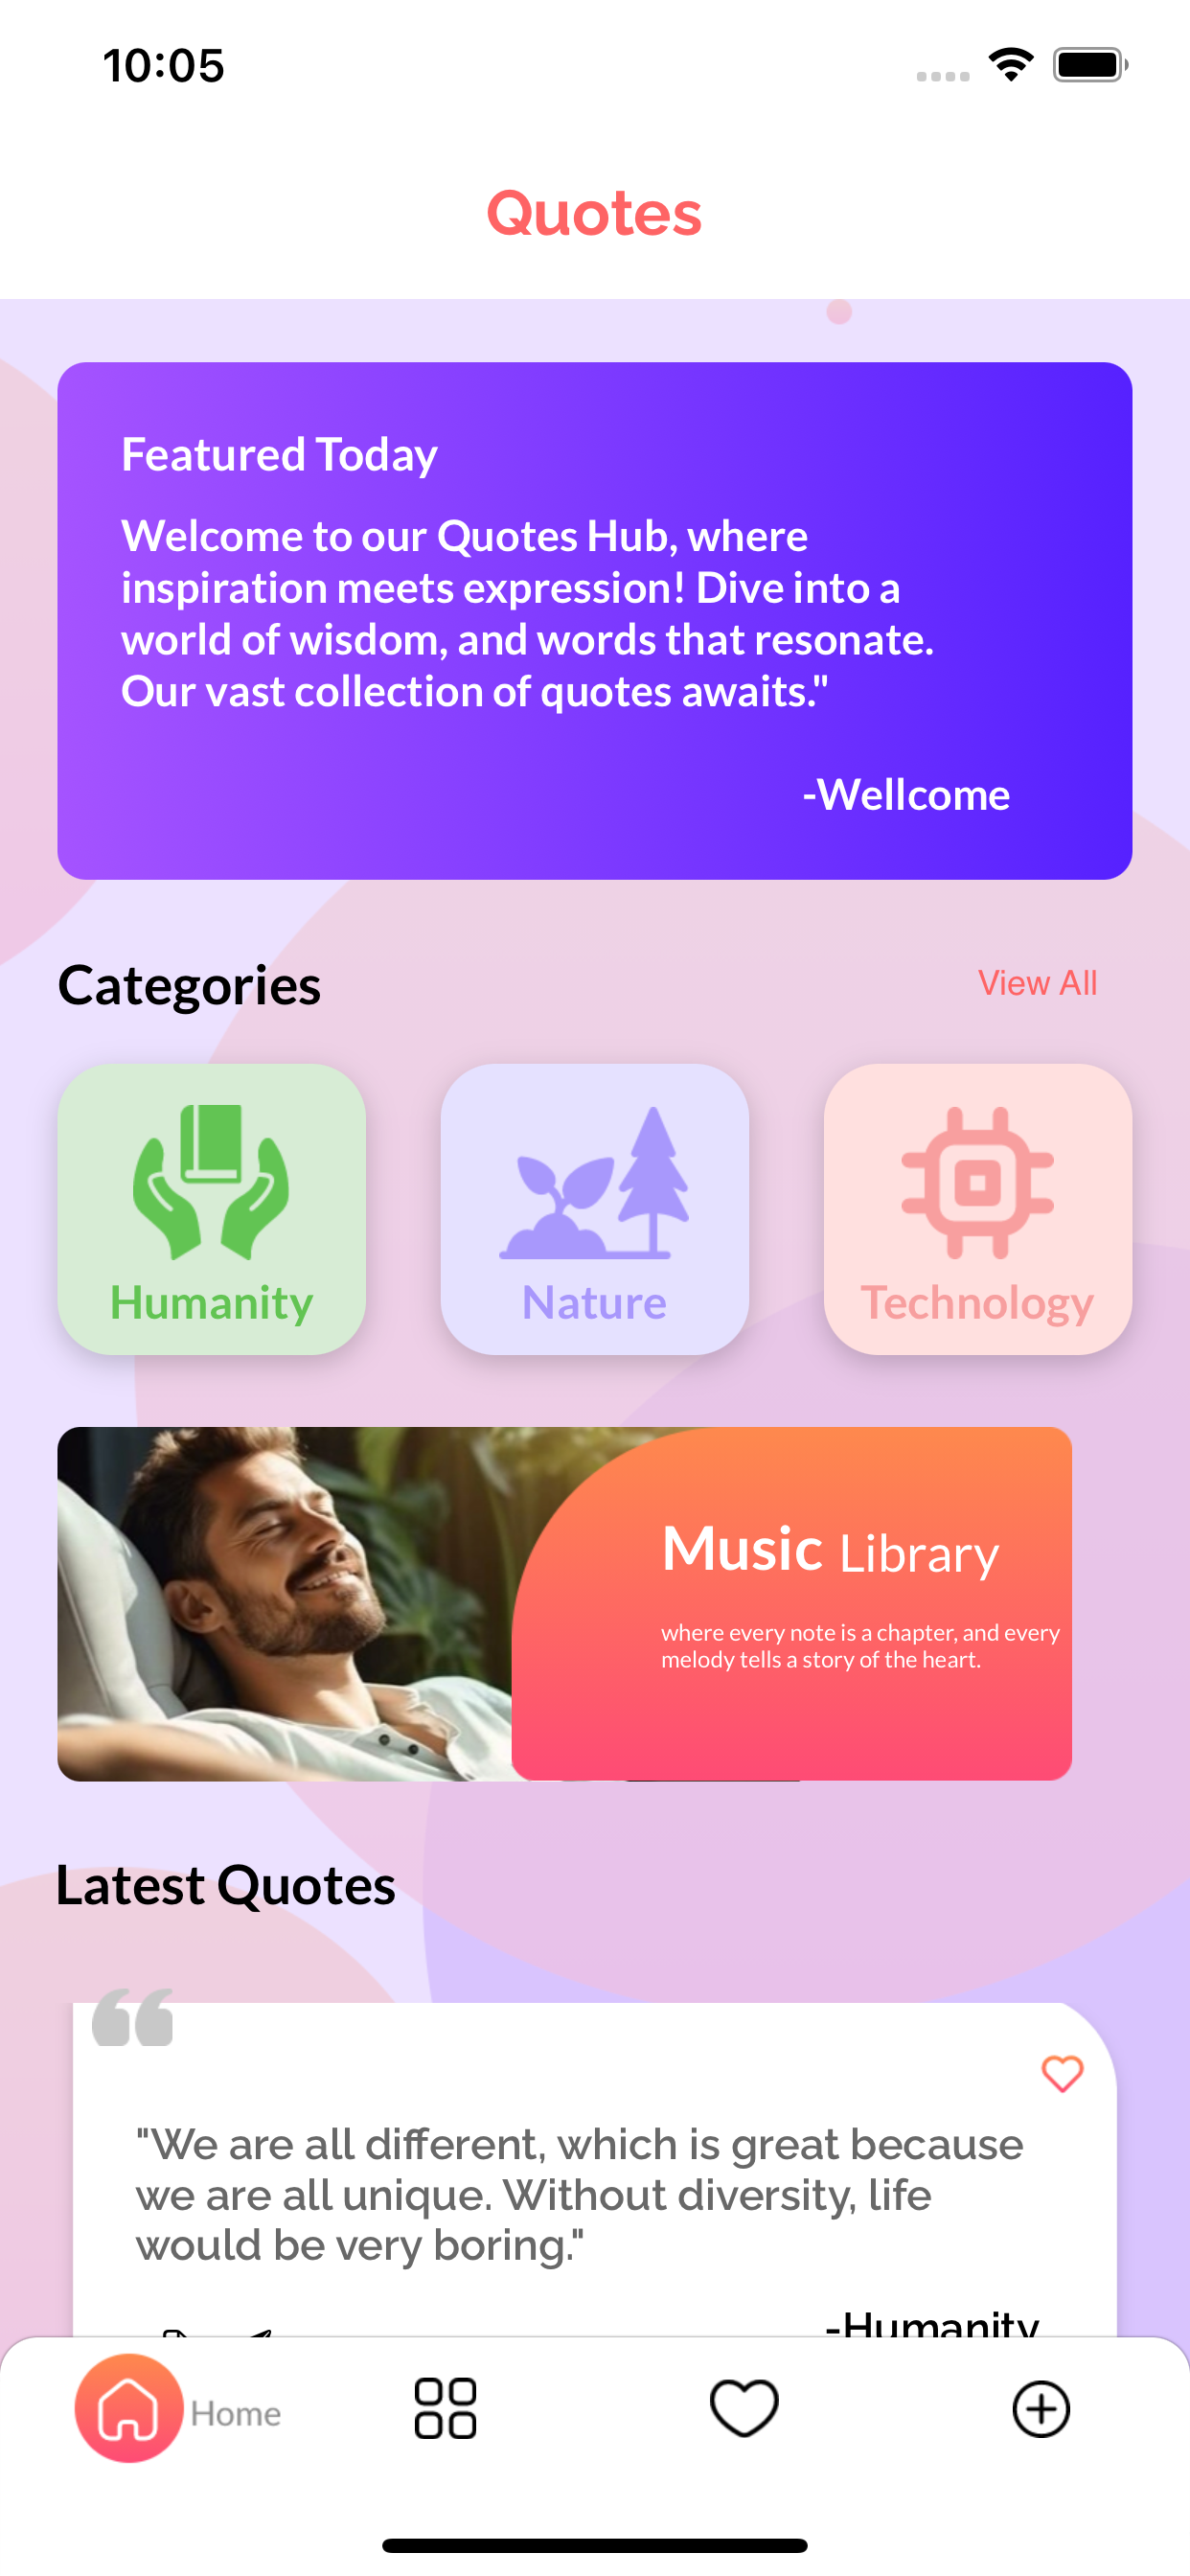 10:05
Quotes
Featured Today
Welcome to our Quotes Hub, where
inspiration meets expression! Dive into a
world of wisdom, and words that resonate.
Our vast collection of quotes awaits."
-Wellcome
Categories
View All
Humanity
Nature
Technology
Music Library
where every note is a chapter, and every
melody tells a story of the heart.
Latest Quotes
"We are all different, which is great because
we are all unique. Without diversity, life
would be very boring."
-Humanity
Home